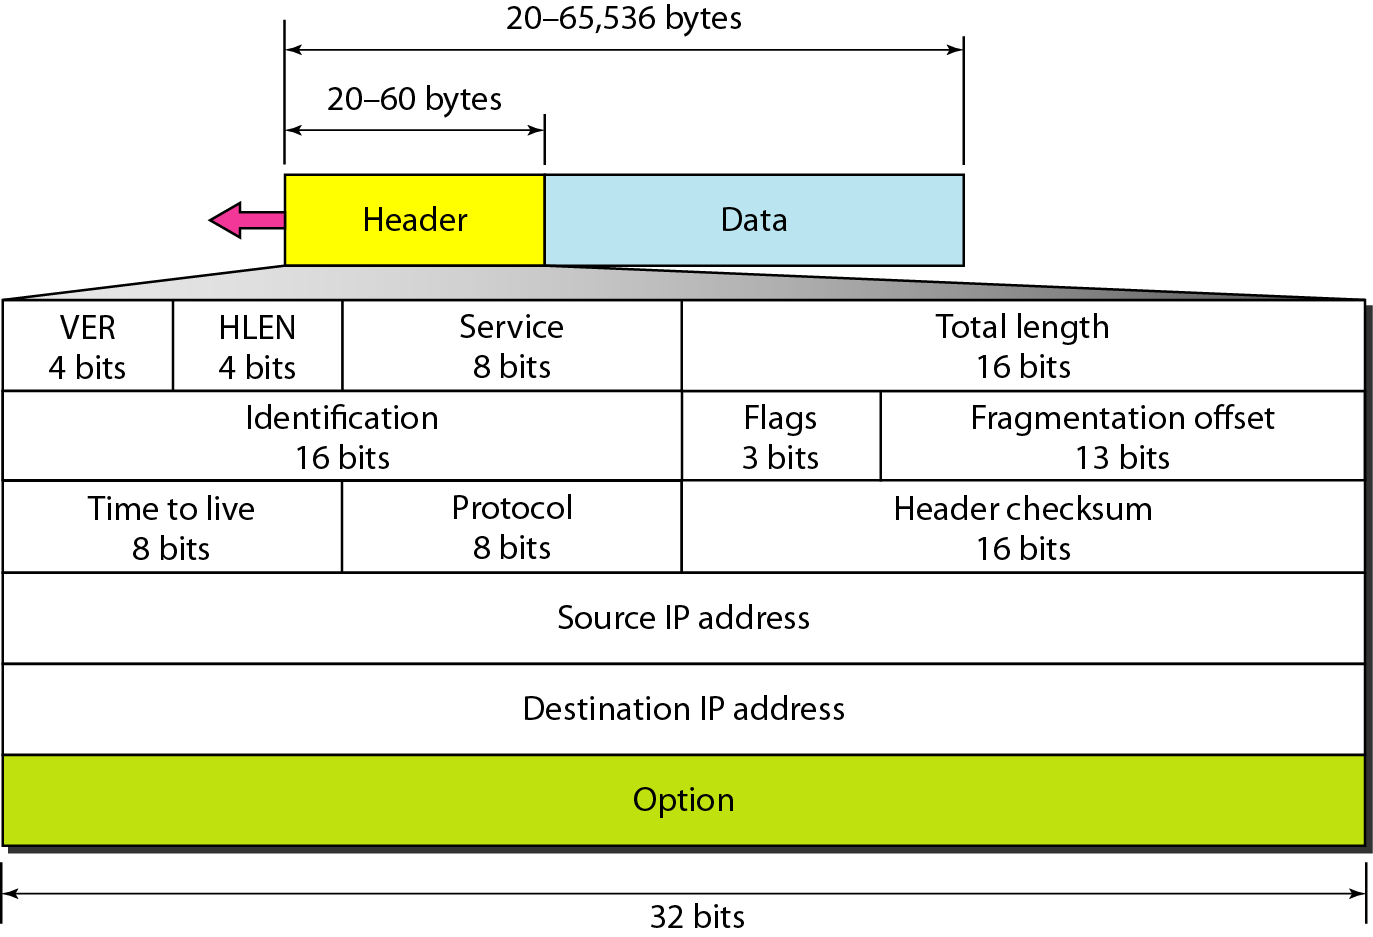 20–65,536 bytes
20–60 bytes
Header
Data
VER
4 bits
HLEN
4 bits
Service
8 bits
Total length
16 bits
Identification
16 bits
Flags
3 bits
Fragmentation offset
13 bits
Time to live
8 bits
Protocol
8 bits
Header checksum
16 bits
Source IP address
Destination IP address
Option
32 bits